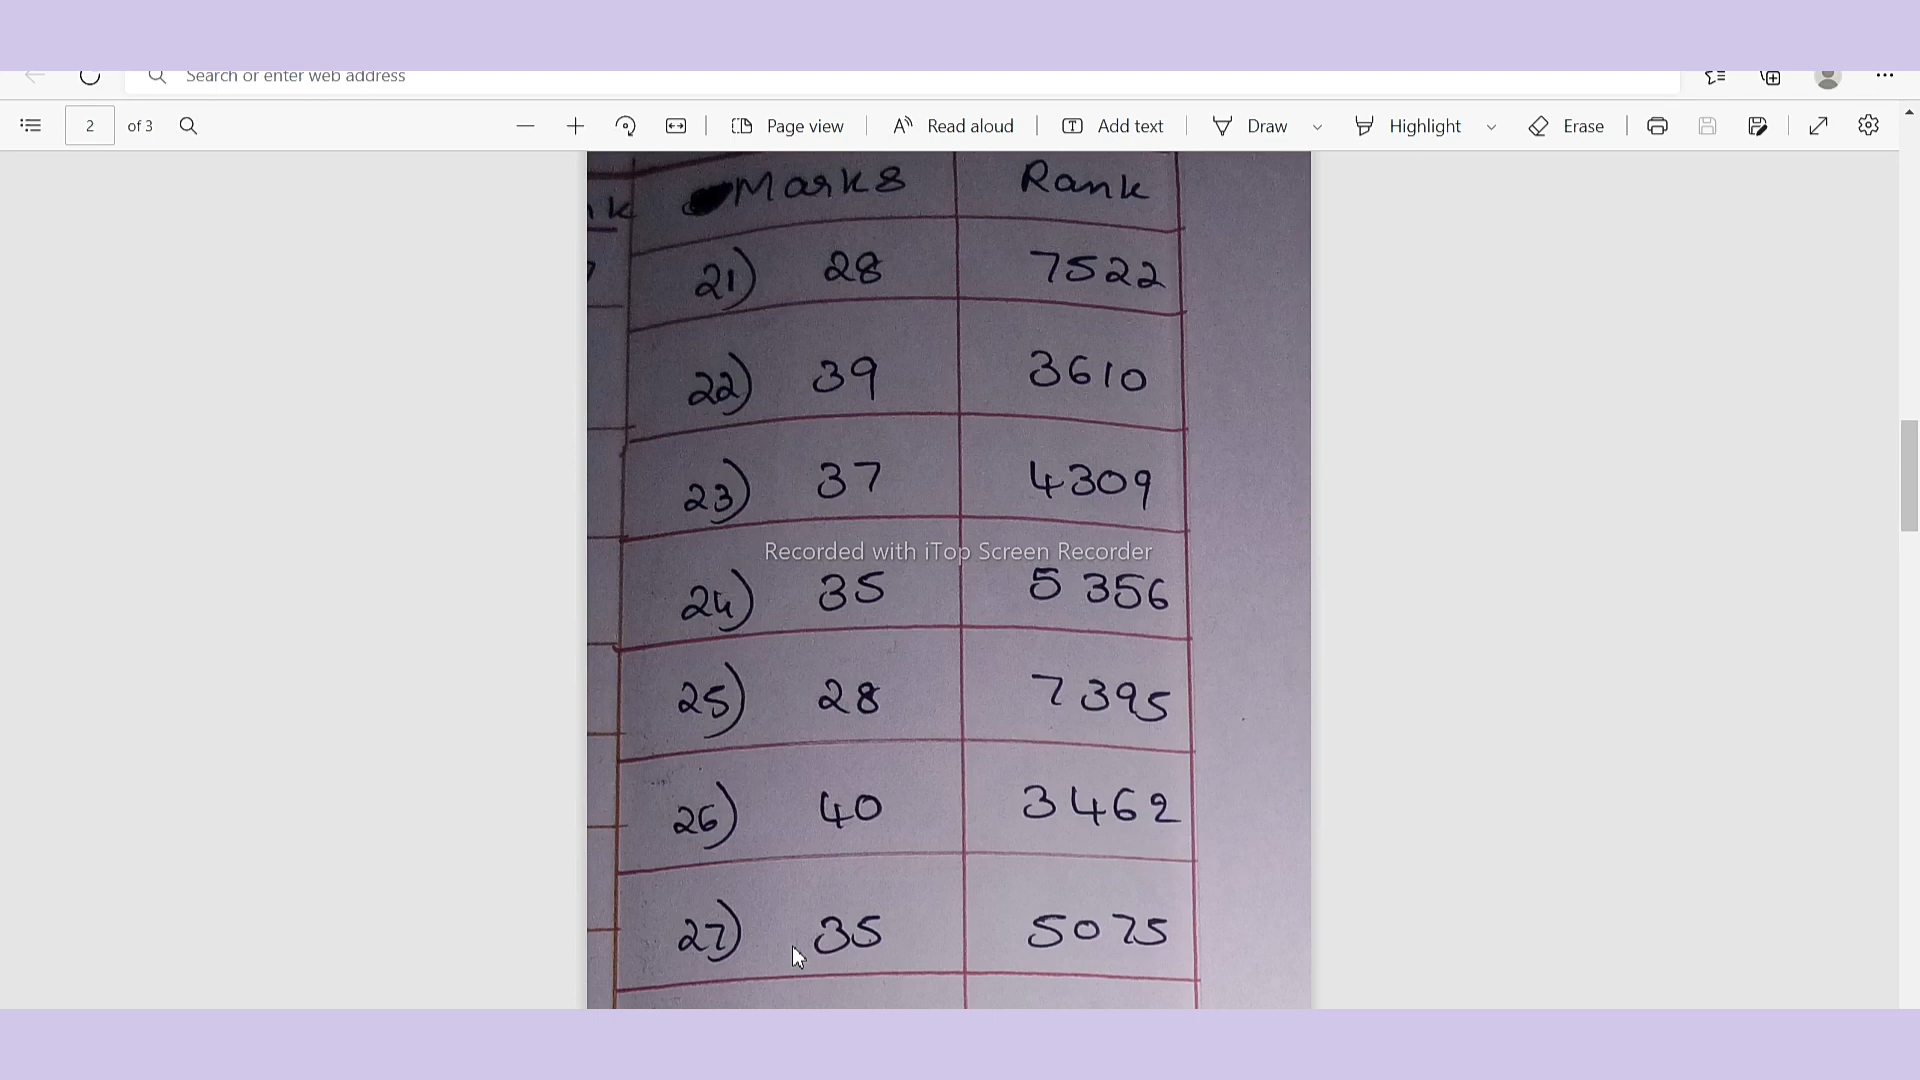 Search or enter web address
2 of 3 Page view Read aloud Add text Draw Highlight Erase
Marks Rank
21) 28 7522
22) 39 3610
23) 37 4309
Recorded with iTop Screen Recorder
24) 35 5356
25) 28 7395
26) 40 3462
27) 35 5075